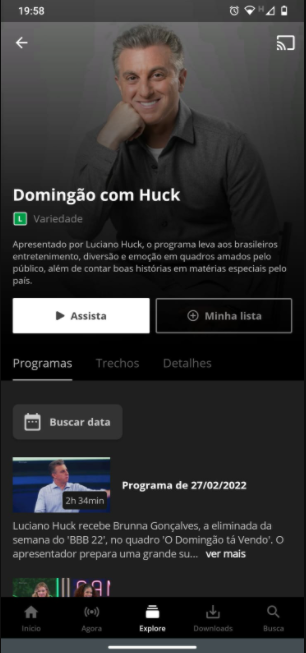 19:58
H
Domingão com Huck
L Variedade
Apresentado por Luciano Huck, o programa leva aos brasileiros
entretenimento, diversão e emoção em quadros amados pelo
público, além de contar boas histórias em matérias especiais pelo
país.
Assista Minha lista
Programas Trechos Detalhes
Buscar data
2h 34min
Programa de 27/02/2022
Luciano Huck recebe Brunna Gonçalves, a eliminada da
semana do 'BBB 22', no quadro 'O Domingão tá Vendo'. O
apresentador prepara uma grande su... ver mais
Início Agora Explore Downloads Busca